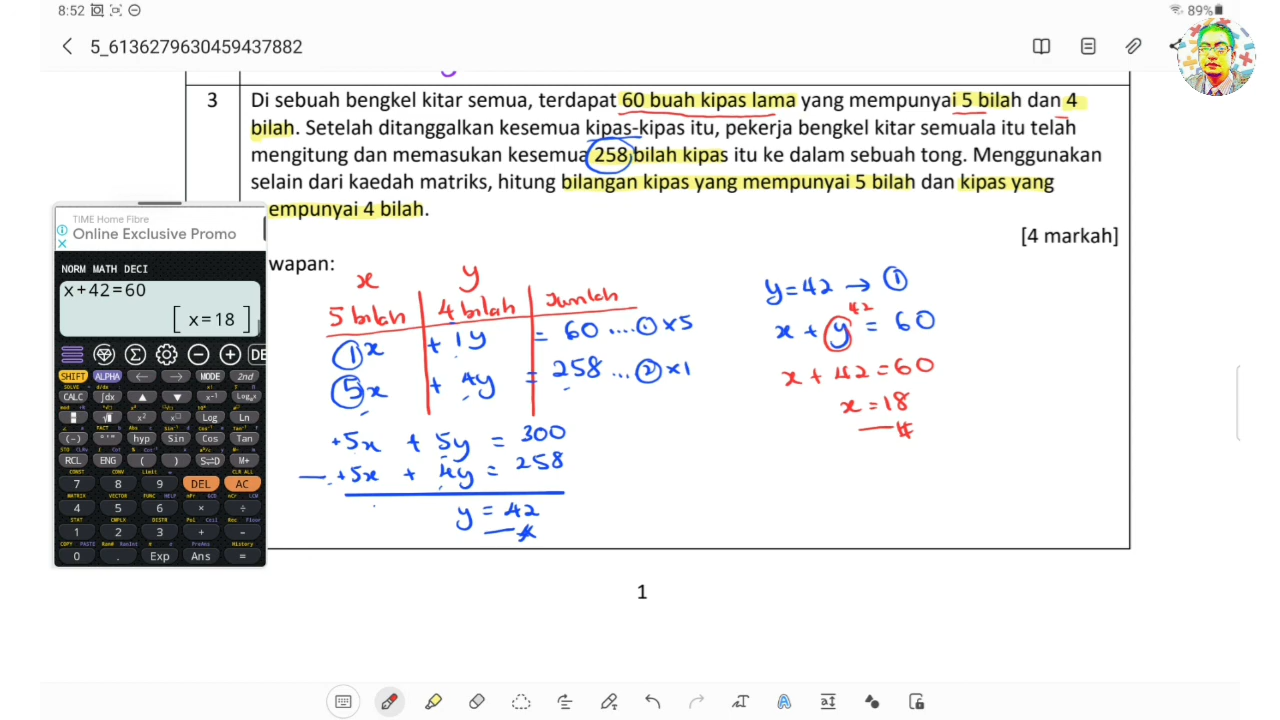 8:52
89%
5_6136279630459437882
3
Di sebuah bengkel kitar semua, terdapat 60 buah kipas lama yang mempunyai 5 bilah dan 4
bilah. Setelah ditanggalkan kesemua kipas-kipas itu, pekerja bengkel kitar semuala itu telah
mengitung dan memasukan kesemua 258 bilah kipas itu ke dalam sebuah tong. Menggunakan
selain dari kaedah matriks, hitung bilangan kipas yang mempunyai 5 bilah dan kipas yang
empunyai 4 bilah.
[4 markah]
wapan:
x y
5 bilah 4 bilah Jumlah
1x + 1y = 60 ....① x5
5x + 4y = 258 ...② x1
+5x + 5y = 300
— +5x + 4y = 258
y = 42
y = 42 → ①
42
x + y = 60
x + 42 = 60
x = 18
TIME Home Fibre
Online Exclusive Promo
NORM MATH DECI
x+42=60
[ x=18 ]
SHIFT ALPHA ← → MODE 2nd
CALC ∫dx ▲ ▼ x⁻¹ Logₐx
√ x² x□ Log Ln
(−) °'" hyp Sin Cos Tan
RCL ENG ( ) S⇌D M+
7 8 9 DEL AC
4 5 6 × ÷
1 2 3 + −
0 . Exp Ans =
1